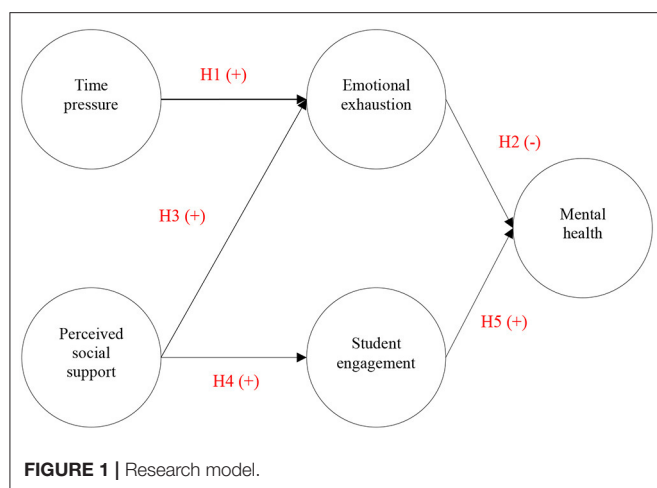 Time
pressure
H1 (+)
Emotional
exhaustion
H2 (-)
Mental
health
H3 (+)
Perceived
social
support
H4 (+)
Student
engagement
H5 (+)
FIGURE 1 | Research model.